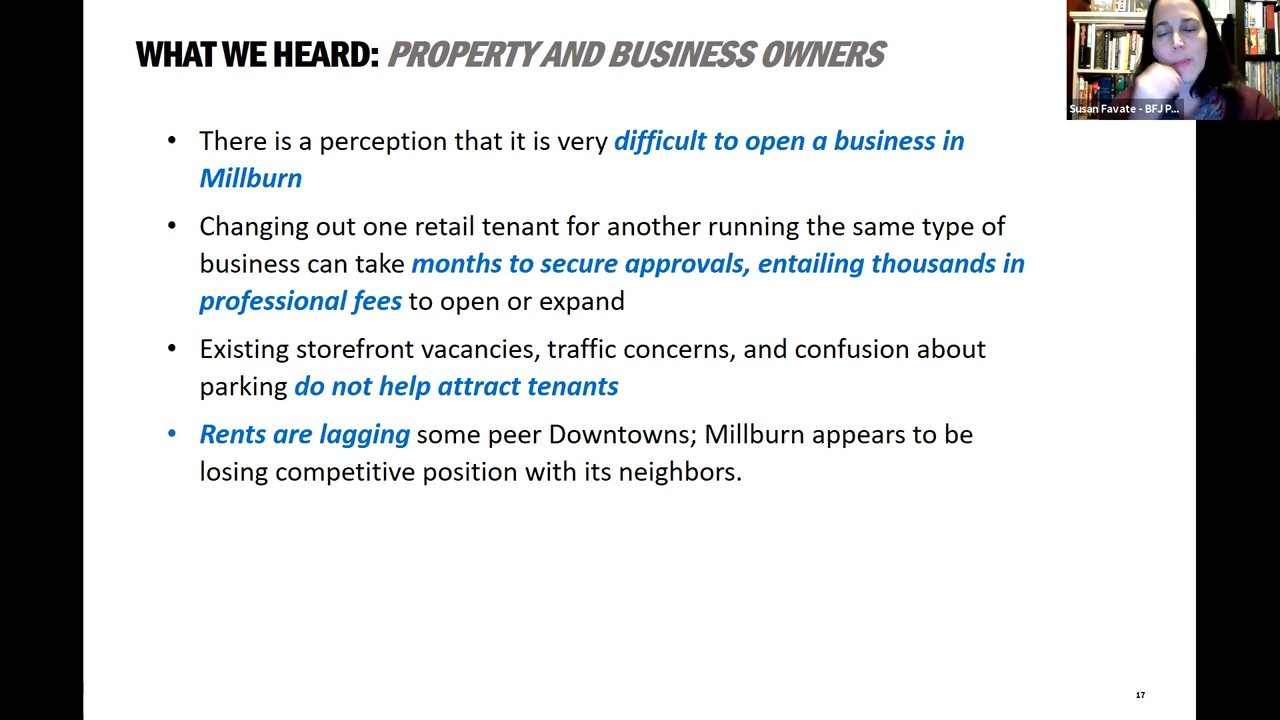 WHAT WE HEARD: PROPERTY AND BUSINESS OWNERS
Susan Favate - BFJ P...
• There is a perception that it is very difficult to open a business in
Millburn
• Changing out one retail tenant for another running the same type of
business can take months to secure approvals, entailing thousands in
professional fees to open or expand
• Existing storefront vacancies, traffic concerns, and confusion about
parking do not help attract tenants
• Rents are lagging some peer Downtowns; Millburn appears to be
losing competitive position with its neighbors.
17